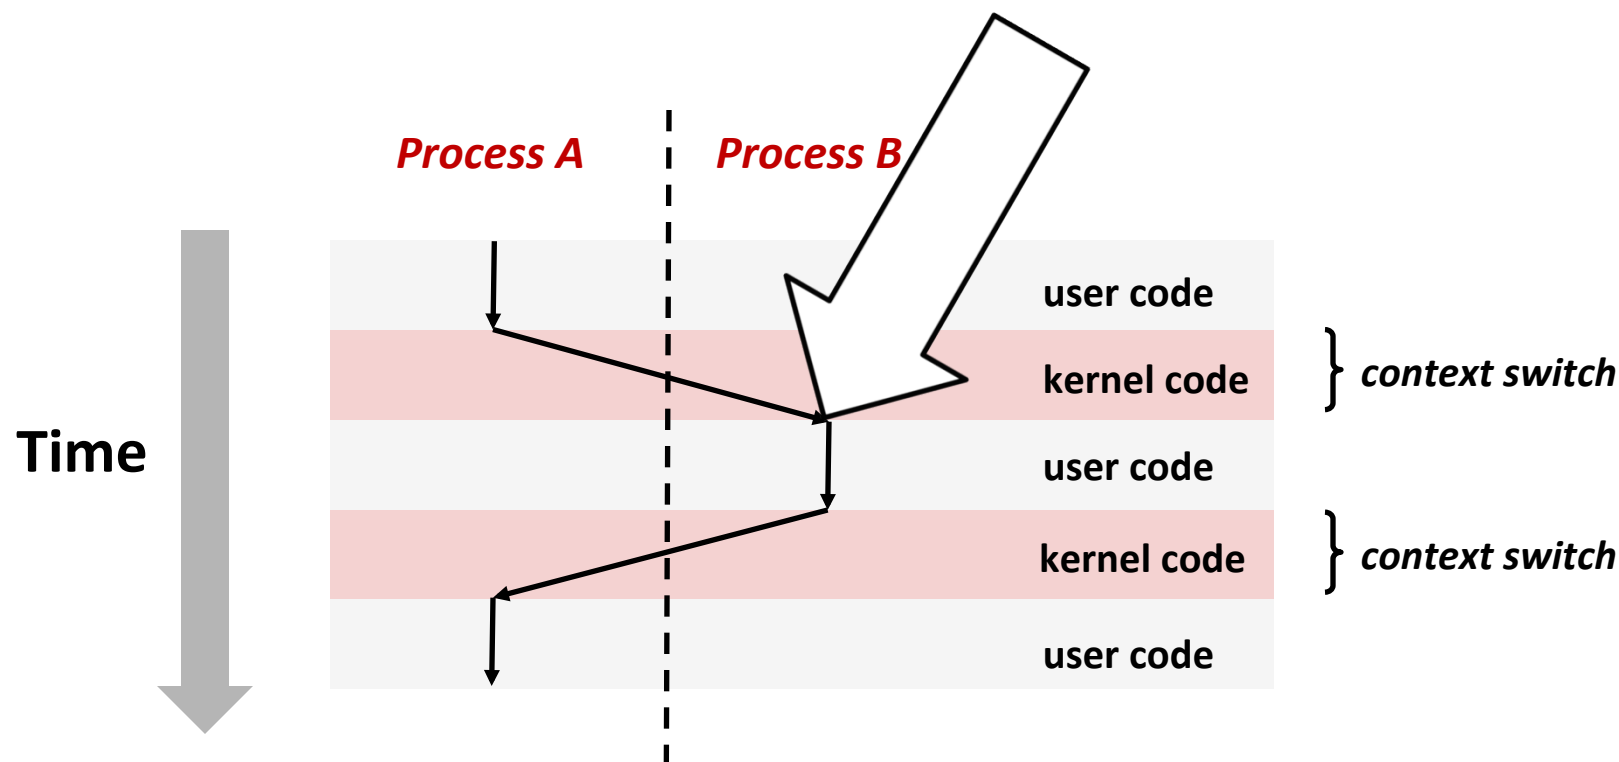 Process A
Process B
user code
kernel code
context switch
Time
user code
kernel code
context switch
user code